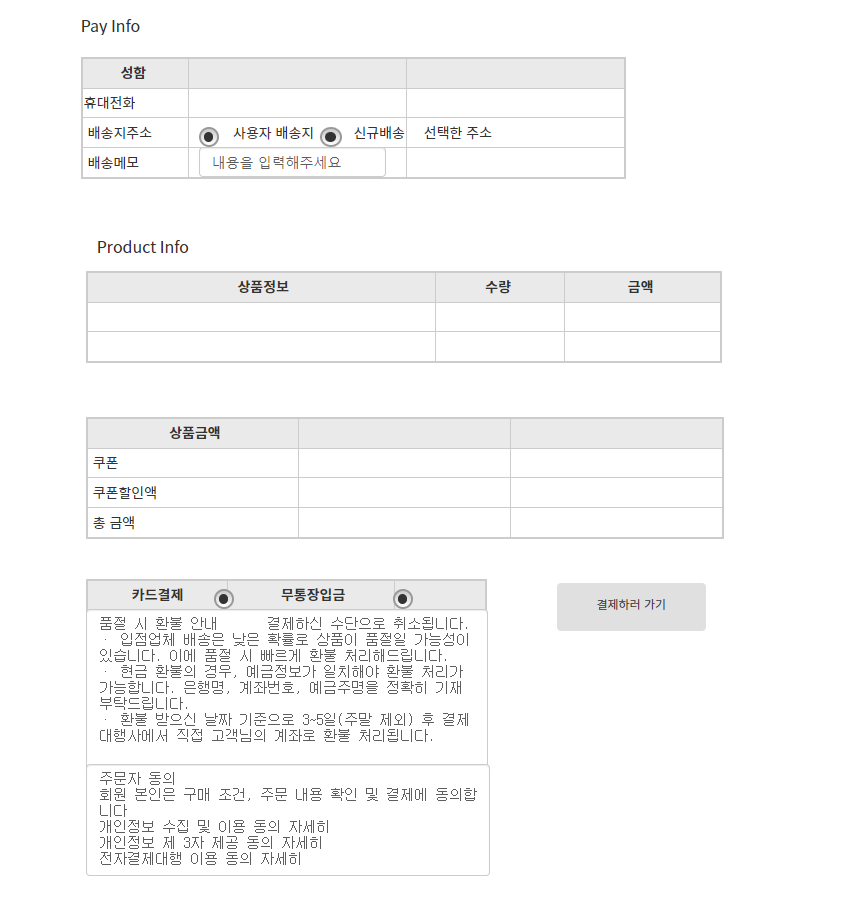 Pay Info
성함
휴대전화
배송지주소 사용자 배송지 신규배송 선택한 주소
배송메모 내용을 입력해주세요
Product Info
상품정보 수량 금액
상품금액
쿠폰
쿠폰할인액
총 금액
카드결제 무통장입금
결제하러 가기
품절 시 환불 안내 결제하신 수단으로 취소됩니다.
· 입점업체 배송은 낮은 확률로 상품이 품절일 가능성이
있습니다. 이에 품절 시 빠르게 환불 처리해드립니다.
· 현금 환불의 경우, 예금정보가 일치해야 환불 처리가
가능합니다. 은행명, 계좌번호, 예금주명을 정확히 기재
부탁드립니다.
· 환불 받으신 날짜 기준으로 3~5일(주말 제외) 후 결제
대행사에서 직접 고객님의 계좌로 환불 처리됩니다.
주문자 동의
회원 본인은 구매 조건, 주문 내용 확인 및 결제에 동의합
니다
개인정보 수집 및 이용 동의 자세히
개인정보 제 3자 제공 동의 자세히
전자결제대행 이용 동의 자세히